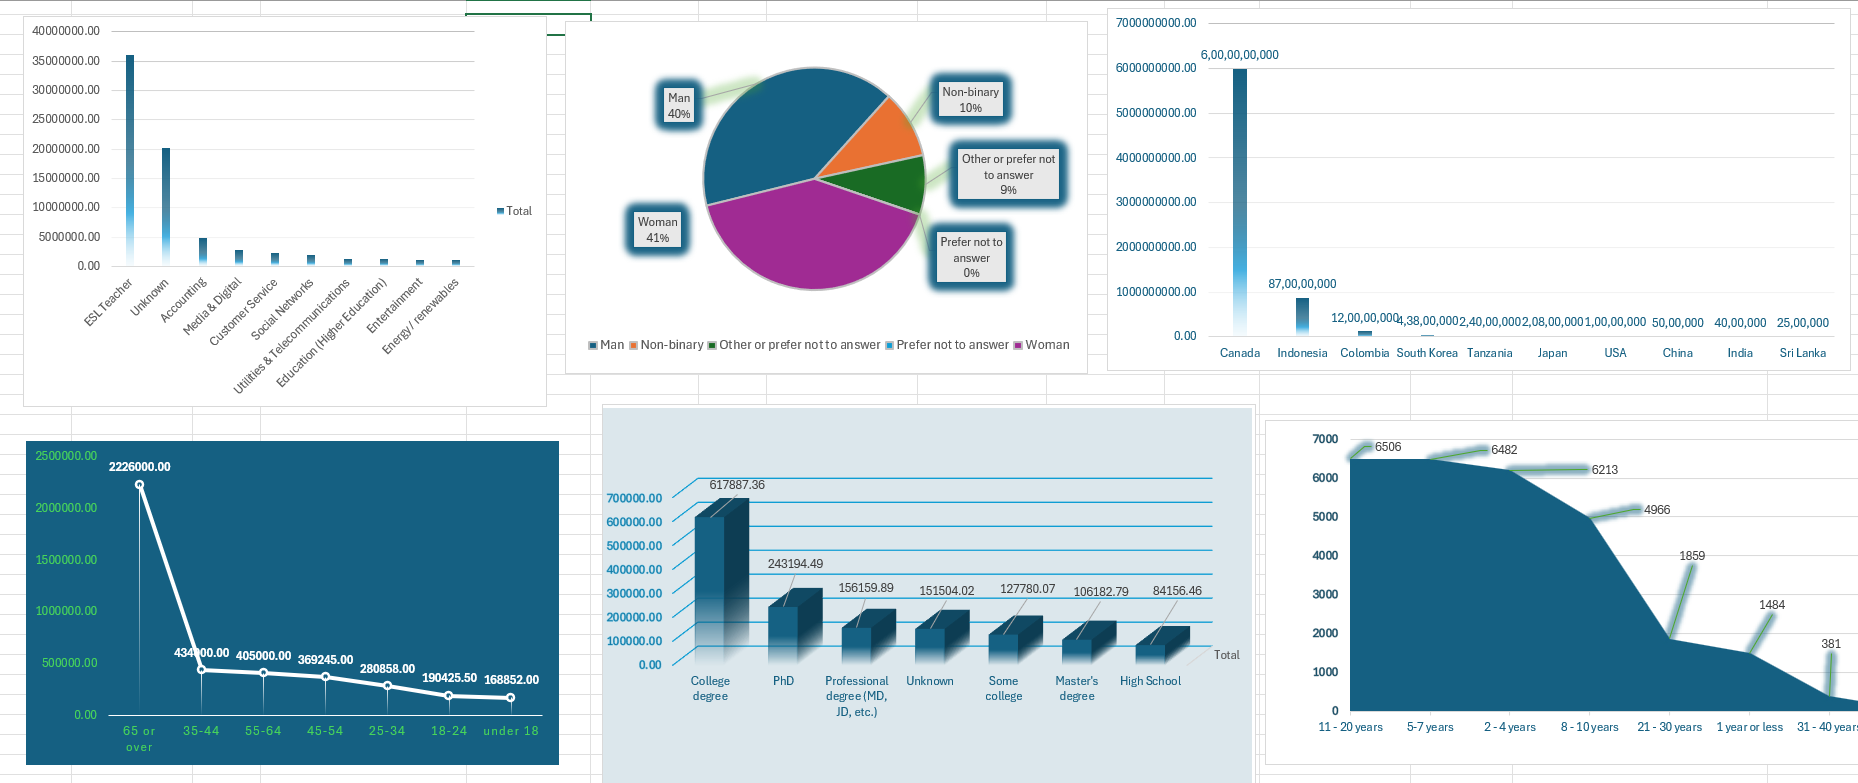 40000000.00
35000000.00
30000000.00
25000000.00
20000000.00
15000000.00
10000000.00
5000000.00
0.00
ESL Teacher
Unknown
Accounting
Media & Digital
Customer Service
Social Networks
Utilities & Telecommunications
Education (Higher Education)
Entertainment
Energy / renewables
Total
Man
40%
Non-binary
10%
Other or prefer not
to answer
9%
Woman
41%
Prefer not to
answer
0%
Man Non-binary Other or prefer not to answer Prefer not to answer Woman
7000000000.00
6000000000.00
5000000000.00
4000000000.00
3000000000.00
2000000000.00
1000000000.00
0.00
6,00,00,00,000
87,00,00,000
12,00,00,000
4,38,00,000
2,40,00,000
2,08,00,000
1,00,00,000
50,00,000
40,00,000
25,00,000
Canada Indonesia Colombia South Korea Tanzania Japan USA China India Sri Lanka
2500000.00
2000000.00
1500000.00
1000000.00
500000.00
0.00
2226000.00
434000.00
405000.00
369245.00
280858.00
190425.50
168852.00
65 or
over
35-44
55-64
45-54
25-34
18-24
under 18
700000.00
600000.00
500000.00
400000.00
300000.00
200000.00
100000.00
0.00
617887.36
243194.49
156159.89
151504.02
127780.07
106182.79
84156.46
Total
College
degree
PhD
Professional
degree (MD,
JD, etc.)
Unknown
Some
college
Master's
degree
High School
7000
6000
5000
4000
3000
2000
1000
0
6506
6482
6213
4966
1859
1484
381
11 - 20 years 5-7 years 2 - 4 years 8 - 10 years 21 - 30 years 1 year or less 31 - 40 years